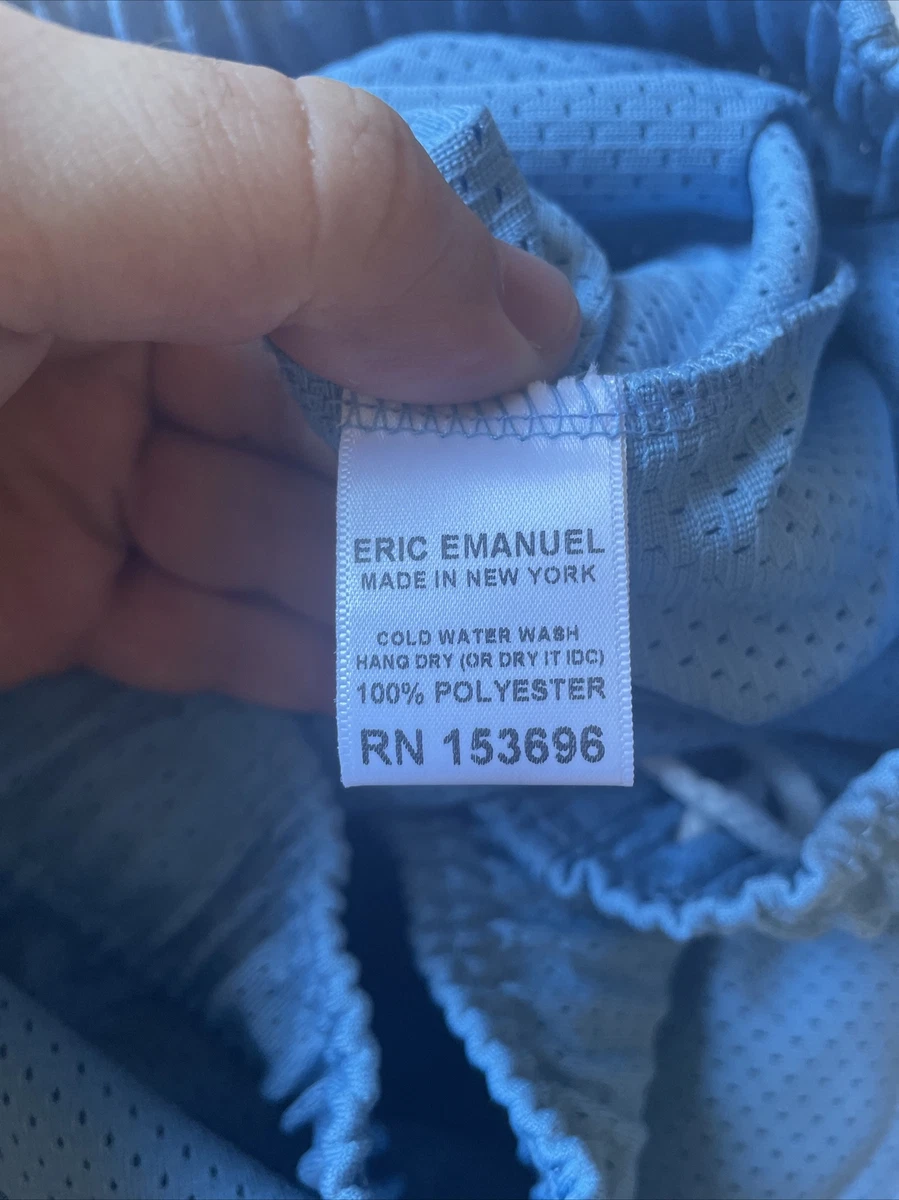 ERIC EMANUEL
MADE IN NEW YORK
COLD WATER WASH
HANG DRY (OR DRY IT IDC)
100% POLYESTER
RN 153696